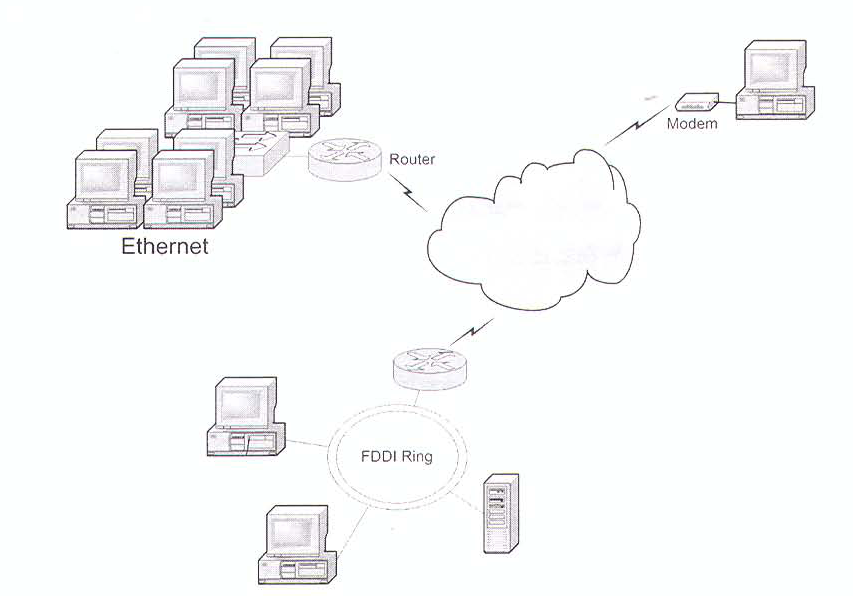 Router
Modem
Ethernet
FDDI Ring